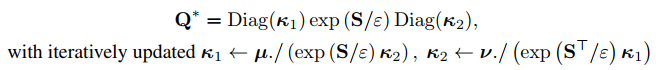 Q* = Diag(κ₁) exp (S/ε) Diag(κ₂),
with iteratively updated κ₁ ← μ./ (exp (S/ε) κ₂) , κ₂ ← ν./ (exp (S⊤/ε) κ₁)